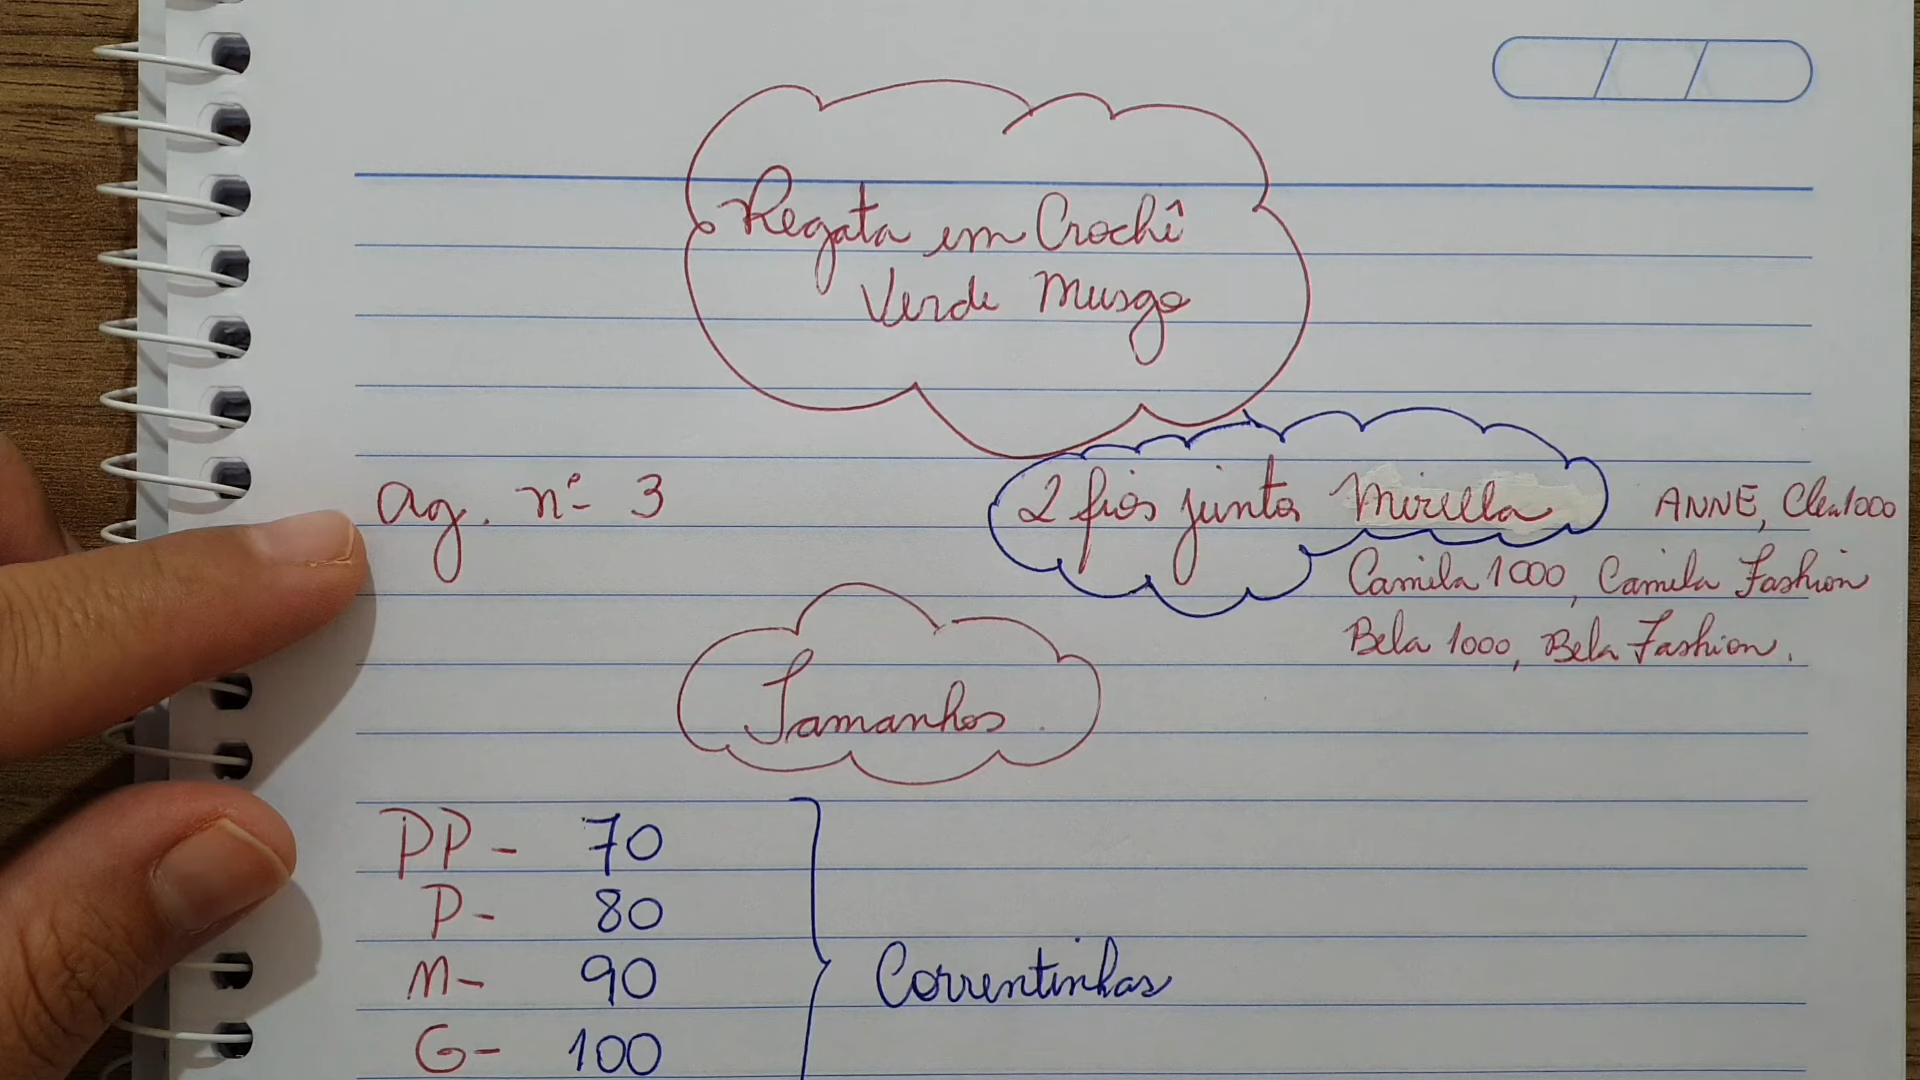 Regata em Crochê
Verde Musgo
ag. nº 3
2 fios juntos Mirella ANNE, Clea1000
Camila 1000, Camila Fashion
Bela 1000, Bela Fashion.
Tamanhos
PP- 70
P- 80
M- 90
G- 100
Correntinhas